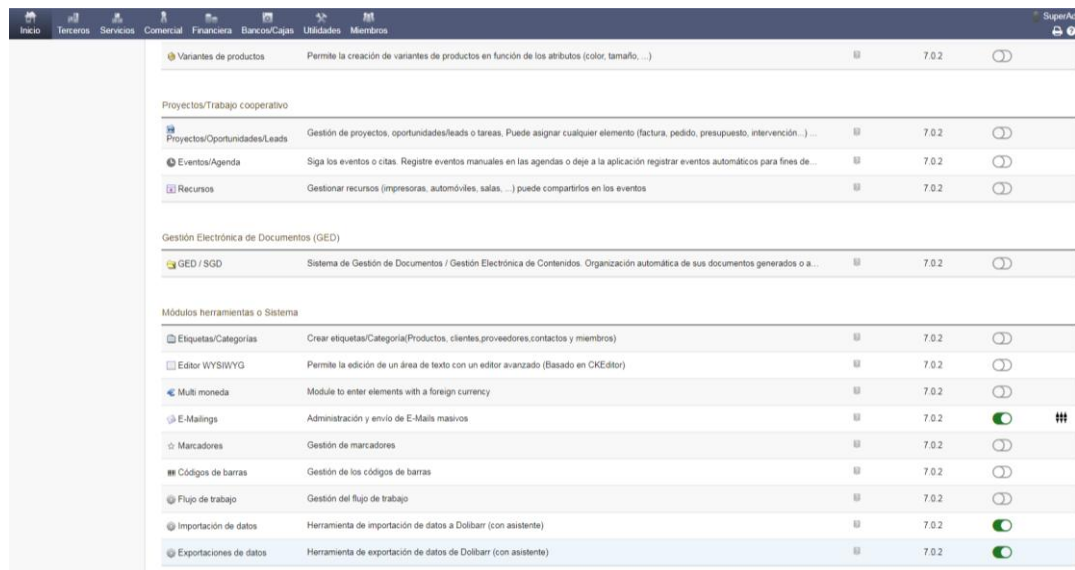 Inicio Terceros Servicios Comercial Financiera Bancos/Cajas Utilidades Miembros
Variantes de productos Permite la creación de variantes de productos en función de los atributos (color, tamaño, ...) 7.0.2
Proyectos/Trabajo cooperativo
Proyectos/Oportunidades/Leads Gestión de proyectos, oportunidades/leads o tareas. Puede asignar cualquier elemento (factura, pedido, presupuesto, intervención...) ... 7.0.2
Eventos/Agenda Siga los eventos o citas. Registre eventos manuales en las agendas o deje a la aplicación registrar eventos automáticos para fines de... 7.0.2
Recursos Gestionar recursos (impresoras, automóviles, salas, ...) puede compartirlos en los eventos 7.0.2
Gestión Electrónica de Documentos (GED)
GED / SGD Sistema de Gestión de Documentos / Gestión Electrónica de Contenidos. Organización automática de sus documentos generados o a... 7.0.2
Módulos herramientas o Sistema
Etiquetas/Categorías Crear etiquetas/Categoría(Productos, clientes,proveedores,contactos y miembros) 7.0.2
Editor WYSIWYG Permite la edición de un área de texto con un editor avanzado (Basado en CKEditor) 7.0.2
Multi moneda Module to enter elements with a foreign currency 7.0.2
E-Mailings Administración y envío de E-Mails masivos 7.0.2
Marcadores Gestión de marcadores 7.0.2
Códigos de barras Gestión de los códigos de barras 7.0.2
Flujo de trabajo Gestión del flujo de trabajo 7.0.2
Importación de datos Herramienta de importación de datos a Dolibarr (con asistente) 7.0.2
Exportaciones de datos Herramienta de exportación de datos de Dolibarr (con asistente) 7.0.2